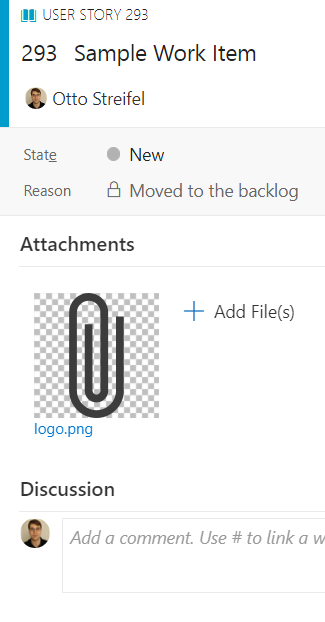 USER STORY 293
293 Sample Work Item
Otto Streifel
State New
Reason Moved to the backlog
Attachments
Add File(s)
logo.png
Discussion
Add a comment. Use # to link a w